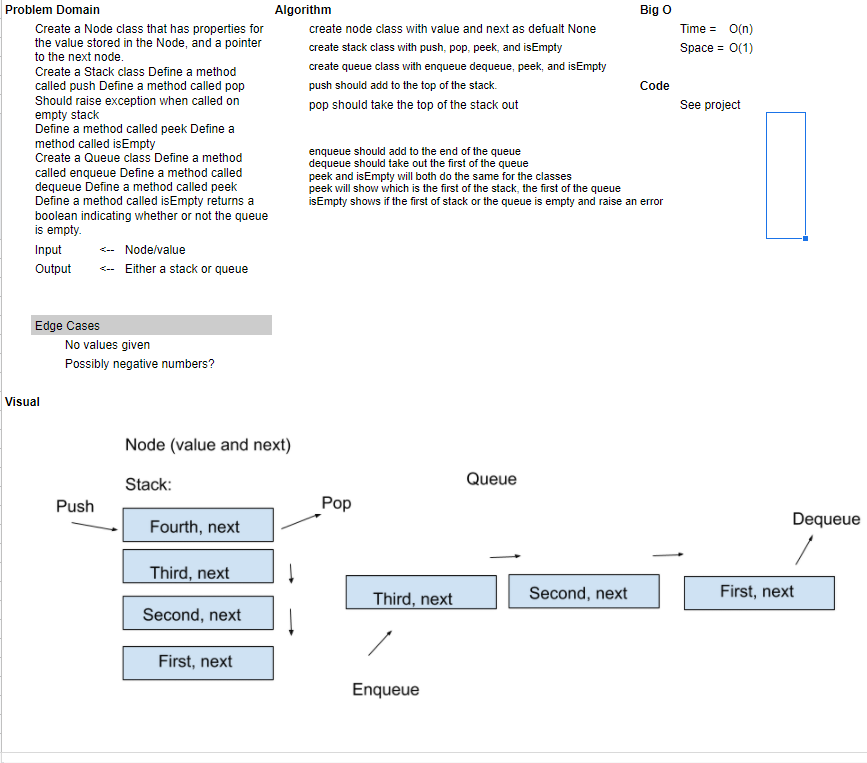 Problem Domain
Create a Node class that has properties for
the value stored in the Node, and a pointer
to the next node.
Create a Stack class Define a method
called push Define a method called pop
Should raise exception when called on
empty stack
Define a method called peek Define a
method called isEmpty
Create a Queue class Define a method
called enqueue Define a method called
dequeue Define a method called peek
Define a method called isEmpty returns a
boolean indicating whether or not the queue
is empty.
Input <-- Node/value
Output <-- Either a stack or queue
Algorithm
create node class with value and next as defualt None
create stack class with push, pop, peek, and isEmpty
create queue class with enqueue dequeue, peek, and isEmpty
push should add to the top of the stack.
pop should take the top of the stack out
enqueue should add to the end of the queue
dequeue should take out the first of the queue
peek and isEmpty will both do the same for the classes
peek will show which is the first of the stack, the first of the queue
isEmpty shows if the first of stack or the queue is empty and raise an error
Big O
Time = O(n)
Space = O(1)
Code
See project
Edge Cases
No values given
Possibly negative numbers?
Visual
Node (value and next)
Stack:
Push
Pop
Fourth, next
Third, next
Second, next
First, next
Queue
Dequeue
Third, next
Second, next
First, next
Enqueue